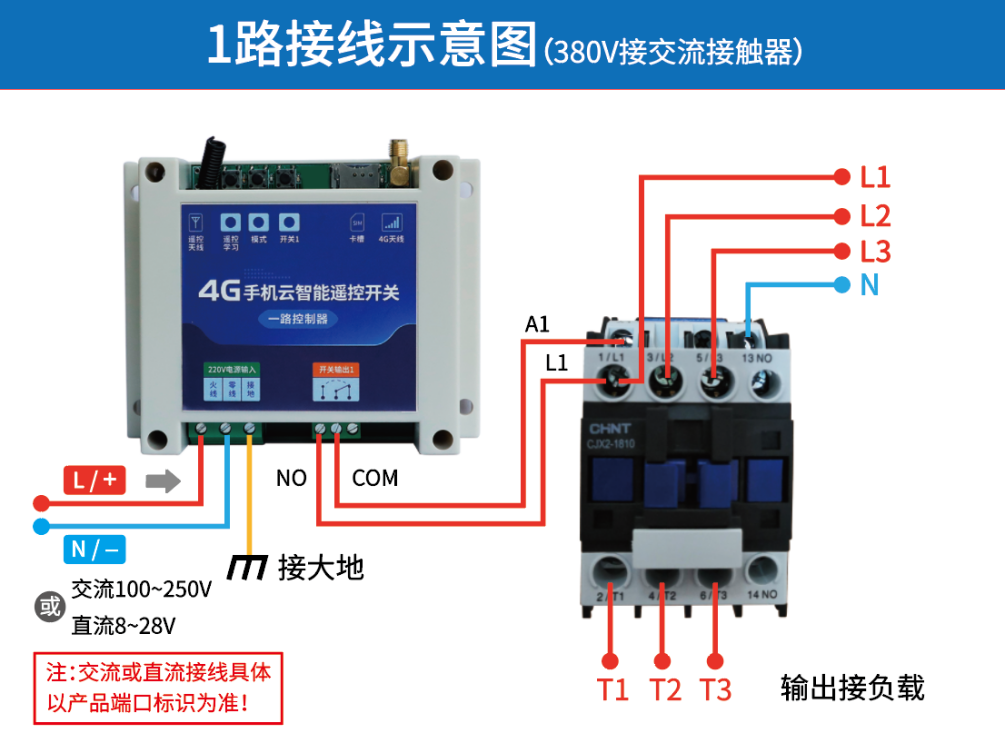 1路接线示意图(380V接交流接触器)
L1
L2
L3
N
遥控天线
遥控学习
模式
开关1
SIM
卡槽
4G天线
4G手机云智能遥控开关
一路控制器
220V电源输入
火线
零线
接地
开关输出1
A1
L1
1/L1
3/L2
5/L3
13 NO
CHNT
CJX2-1810
NO
COM
L/+
N/−
接大地
或
交流100~250V
直流8~28V
2/T1
4/T2
6/T3
14 NO
注:交流或直流接线具体
以产品端口标识为准!
T1
T2
T3
输出接负载